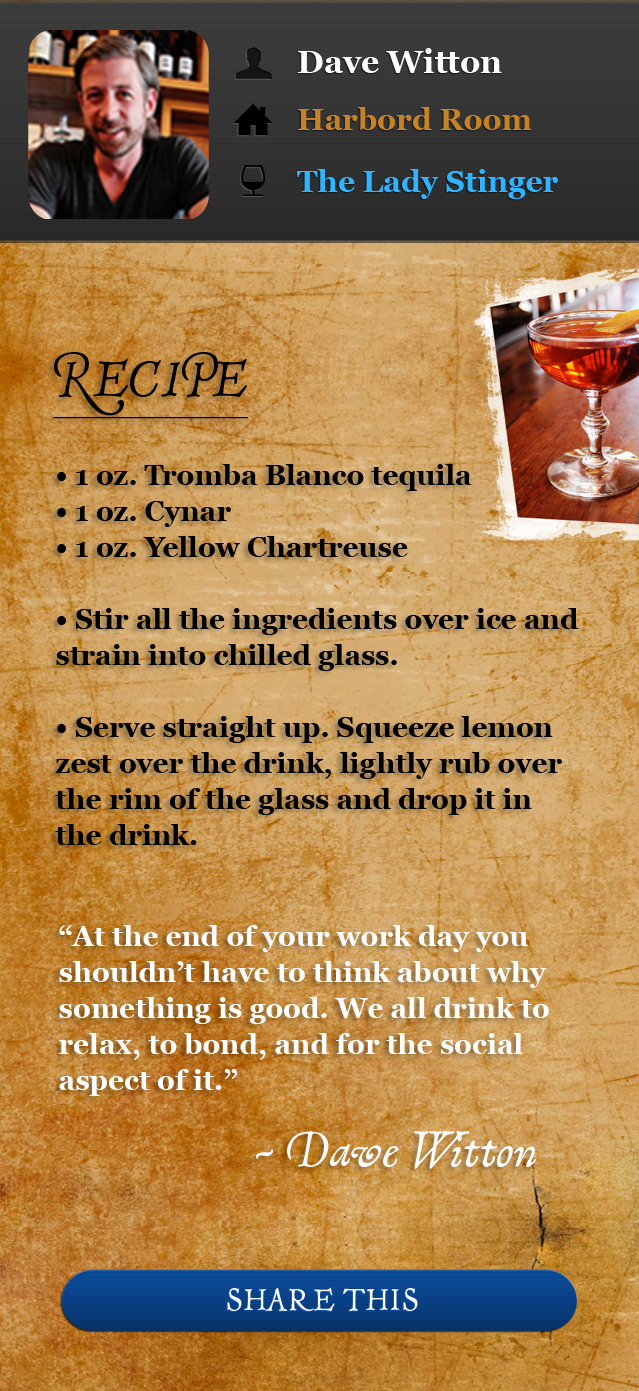 Dave Witton
Harbord Room
The Lady Stinger
RECIPE
• 1 oz. Tromba Blanco tequila
• 1 oz. Cynar
• 1 oz. Yellow Chartreuse
• Stir all the ingredients over ice and
strain into chilled glass.
• Serve straight up. Squeeze lemon
zest over the drink, lightly rub over
the rim of the glass and drop it in
the drink.
“At the end of your work day you
shouldn’t have to think about why
something is good. We all drink to
relax, to bond, and for the social
aspect of it.”
~ Dave Witton
SHARE THIS